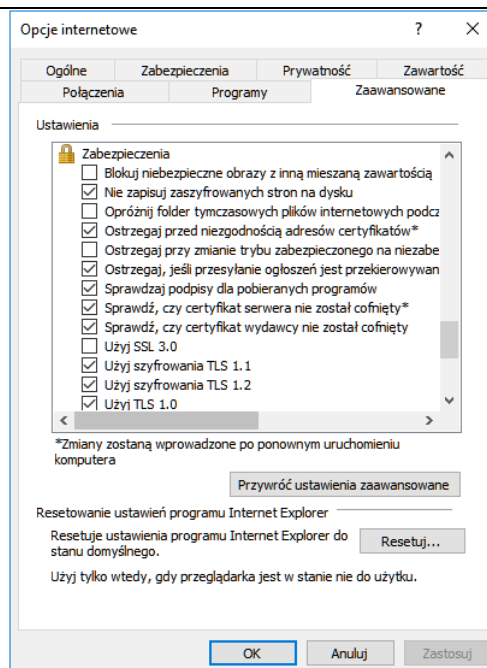 Opcje internetowe
?
Ogólne Zabezpieczenia Prywatność Zawartość
Połączenia Programy Zaawansowane
Ustawienia
Zabezpieczenia
Blokuj niebezpieczne obrazy z inną mieszaną zawartością
Nie zapisuj zaszyfrowanych stron na dysku
Opróżnij folder tymczasowych plików internetowych podcz
Ostrzegaj przed niezgodnością adresów certyfikatów*
Ostrzegaj przy zmianie trybu zabezpieczonego na niezabe
Ostrzegaj, jeśli przesyłanie ogłoszeń jest przekierowywan
Sprawdzaj podpisy dla pobieranych programów
Sprawdź, czy certyfikat serwera nie został cofnięty*
Sprawdź, czy certyfikat wydawcy nie został cofnięty
Użyj SSL 3.0
Użyj szyfrowania TLS 1.1
Użyj szyfrowania TLS 1.2
Użyj TLS 1.0
*Zmiany zostaną wprowadzone po ponownym uruchomieniu
komputera
Przywróć ustawienia zaawansowane
Resetowanie ustawień programu Internet Explorer
Resetuje ustawienia programu Internet Explorer do
stanu domyślnego.
Resetuj...
Użyj tylko wtedy, gdy przeglądarka jest w stanie nie do użytku.
OK Anuluj Zastosuj